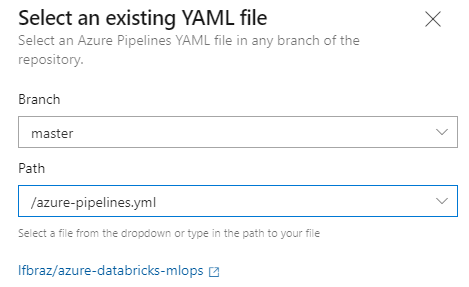 Select an existing YAML file
Select an Azure Pipelines YAML file in any branch of the
repository.
Branch
master
Path
/azure-pipelines.yml
Select a file from the dropdown or type in the path to your file
lfbraz/azure-databricks-mlops